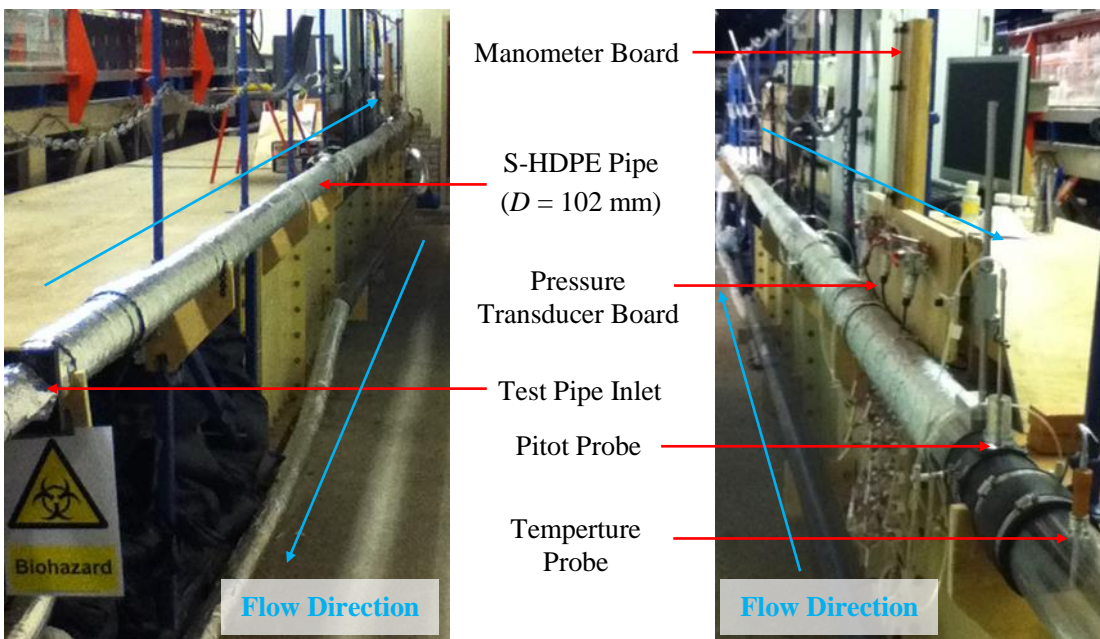 Manometer Board
S-HDPE Pipe
(D = 102 mm)
Pressure
Transducer Board
Test Pipe Inlet
Pitot Probe
Temperture
Probe
Biohazard
Flow Direction
Flow Direction